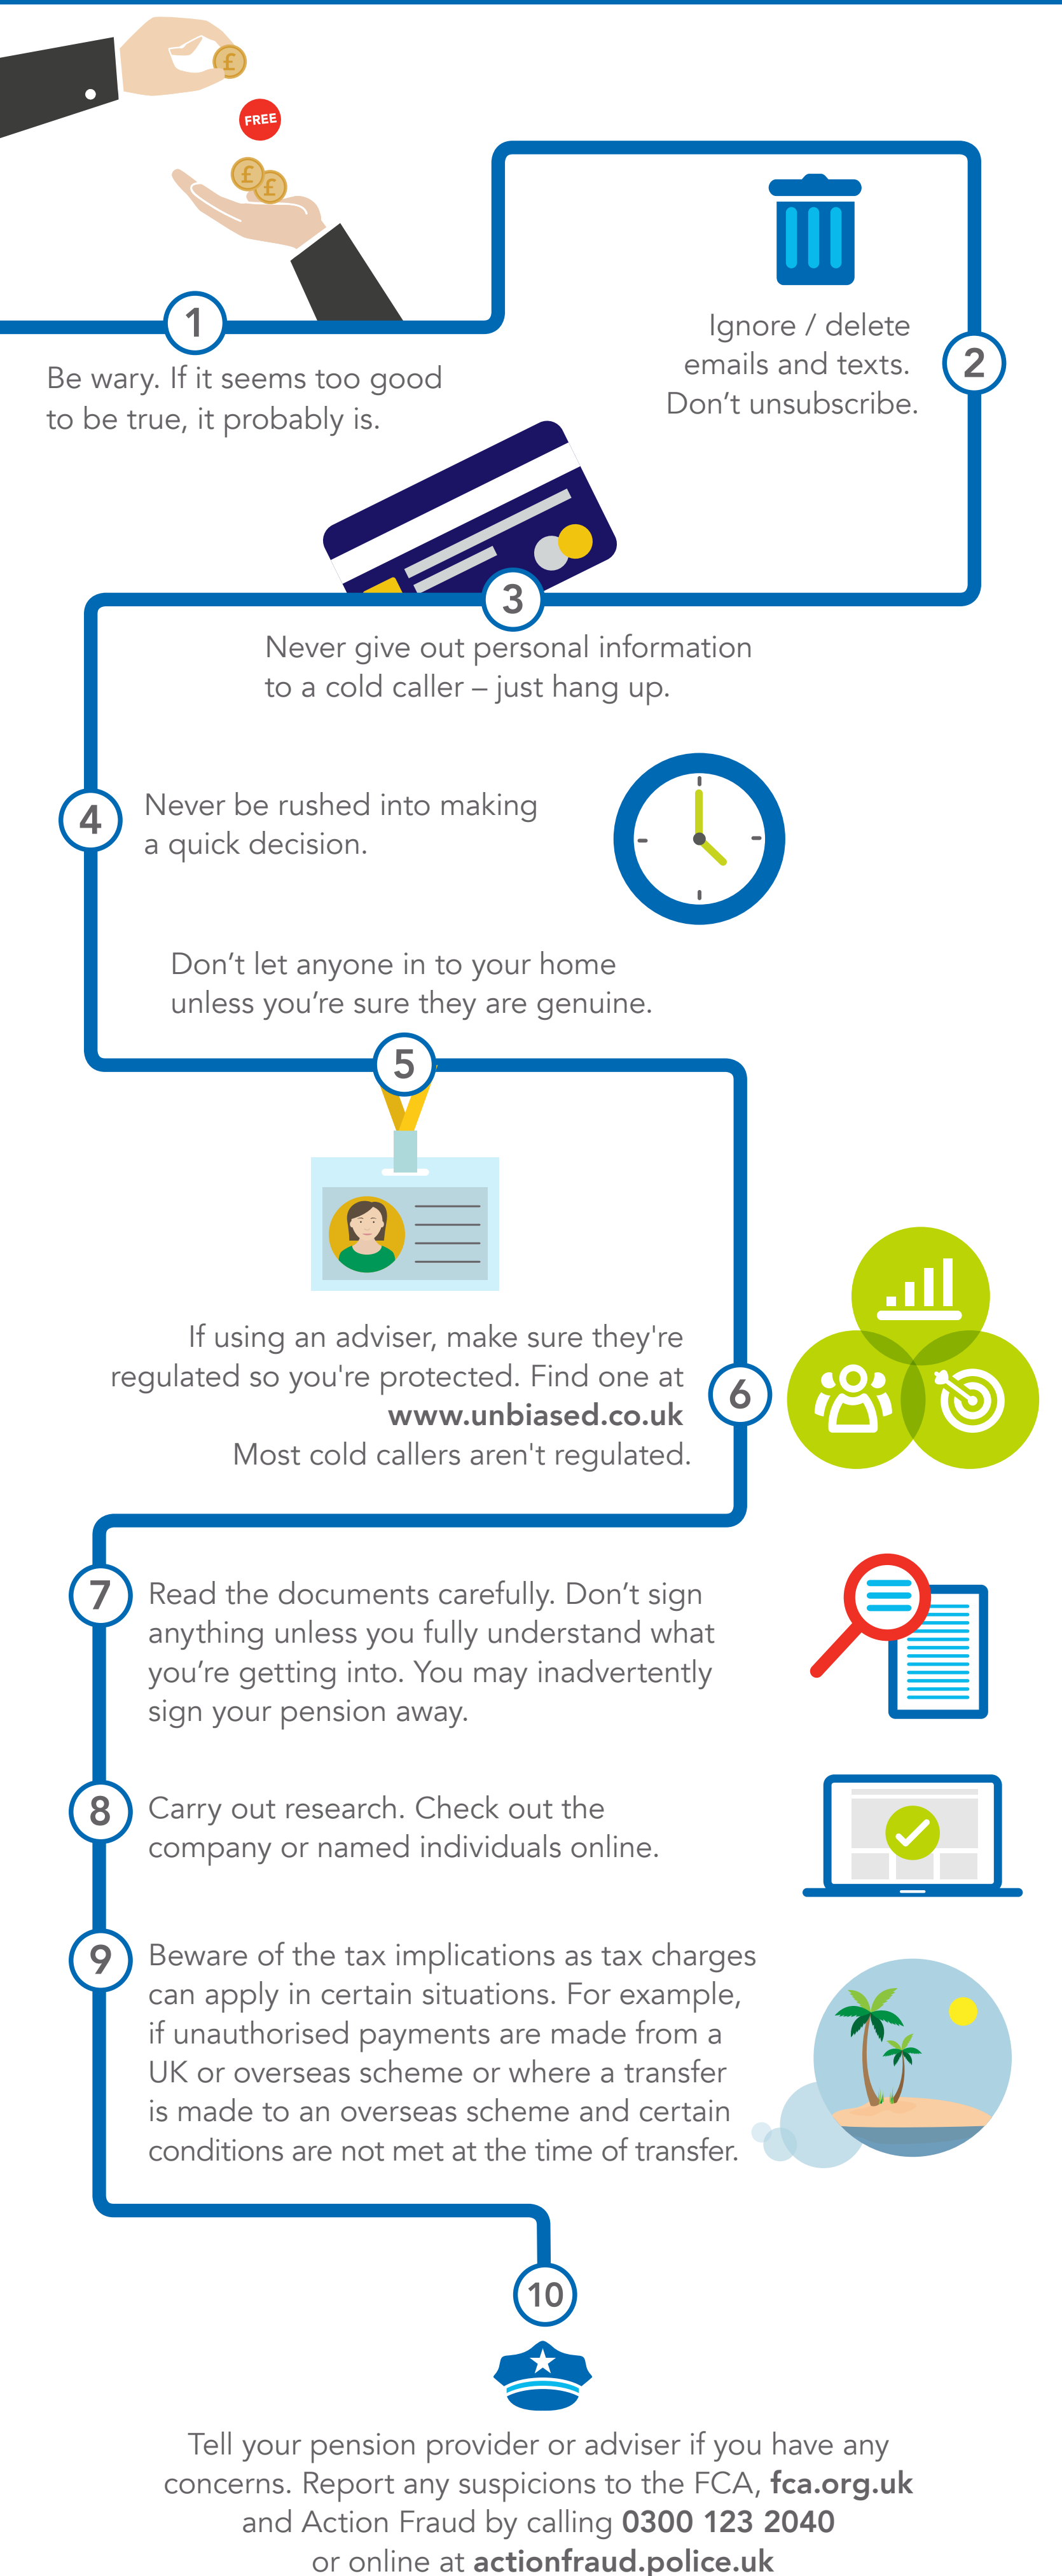 £
FREE
£
£
1
Be wary. If it seems too good
to be true, it probably is.
Ignore / delete
emails and texts.
Don’t unsubscribe.
2
3
Never give out personal information
to a cold caller – just hang up.
4
Never be rushed into making
a quick decision.
Don’t let anyone in to your home
unless you’re sure they are genuine.
5
If using an adviser, make sure they're
regulated so you're protected. Find one at
www.unbiased.co.uk
Most cold callers aren't regulated.
6
7
Read the documents carefully. Don’t sign
anything unless you fully understand what
you’re getting into. You may inadvertently
sign your pension away.
8
Carry out research. Check out the
company or named individuals online.
9
Beware of the tax implications as tax charges
can apply in certain situations. For example,
if unauthorised payments are made from a
UK or overseas scheme or where a transfer
is made to an overseas scheme and certain
conditions are not met at the time of transfer.
10
Tell your pension provider or adviser if you have any
concerns. Report any suspicions to the FCA, fca.org.uk
and Action Fraud by calling 0300 123 2040
or online at actionfraud.police.uk